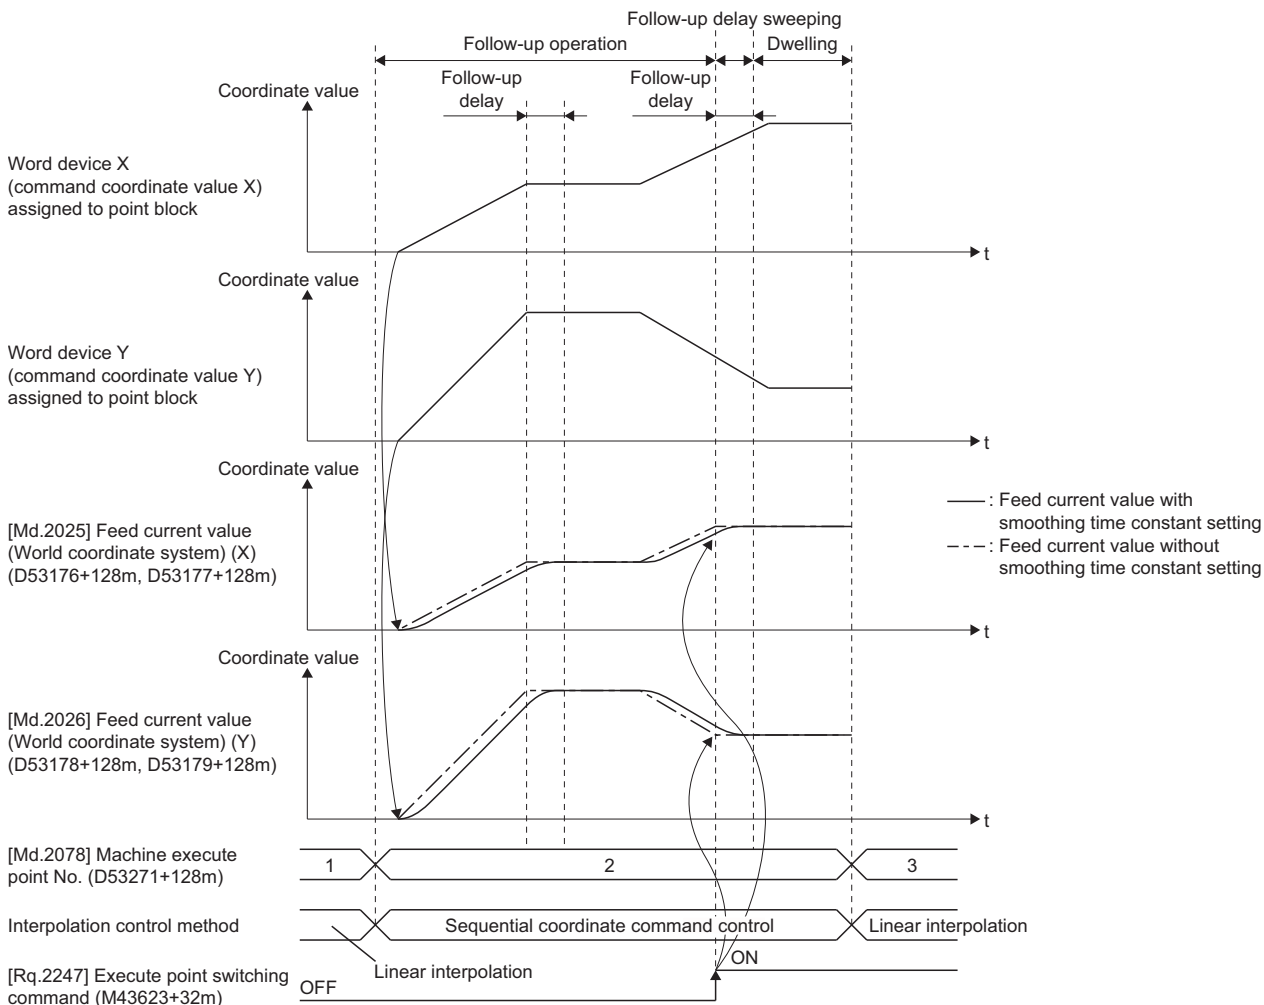 Follow-up delay sweeping
Follow-up operation
Dwelling
Follow-up
delay
Follow-up
delay
Coordinate value
Word device X
(command coordinate value X)
assigned to point block
t
Coordinate value
Word device Y
(command coordinate value Y)
assigned to point block
t
Coordinate value
[Md.2025] Feed current value
(World coordinate system) (X)
(D53176+128m, D53177+128m)
t
: Feed current value with
smoothing time constant setting
: Feed current value without
smoothing time constant setting
Coordinate value
[Md.2026] Feed current value
(World coordinate system) (Y)
(D53178+128m, D53179+128m)
t
[Md.2078] Machine execute
point No. (D53271+128m)
1
2
3
Interpolation control method
Sequential coordinate command control
Linear interpolation
Linear interpolation
[Rq.2247] Execute point switching
command (M43623+32m)
OFF
ON